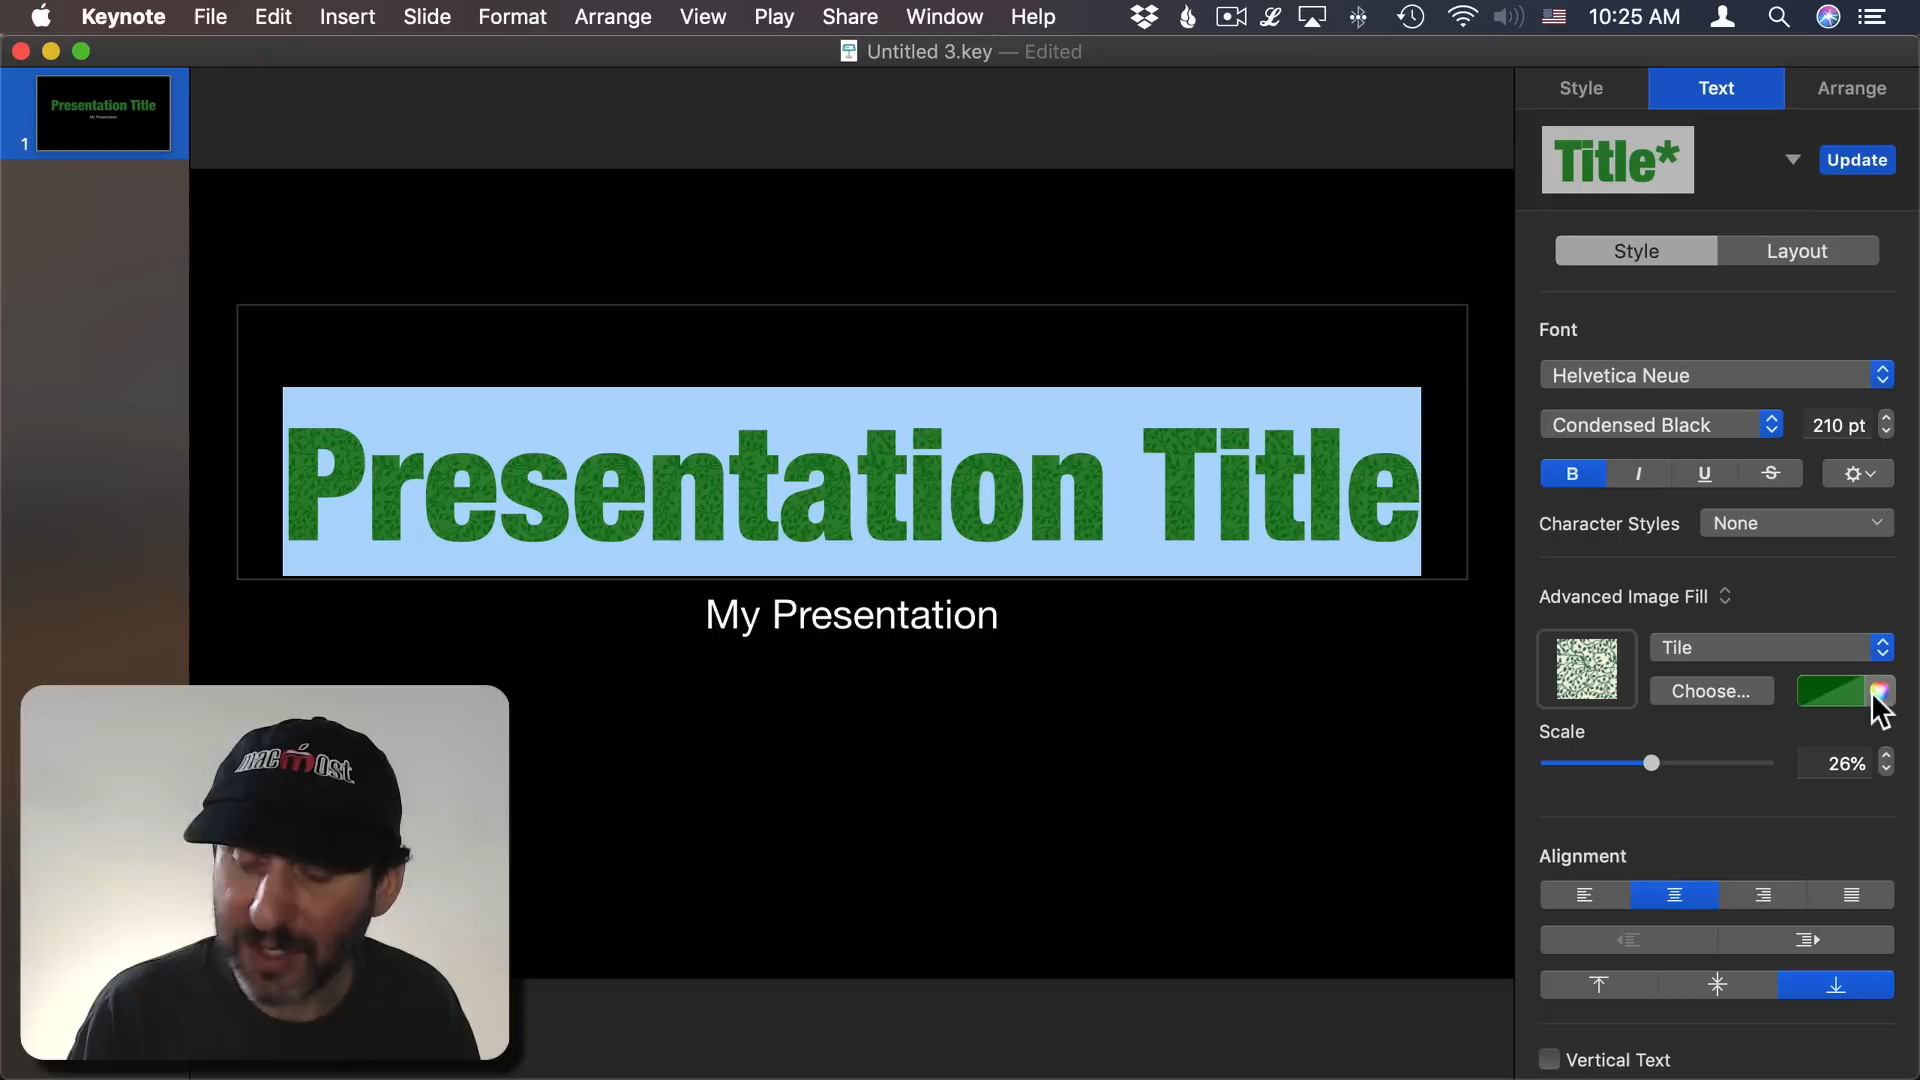 Keynote File Edit Insert Slide Format Arrange View Play Share Window Help 10:25 AM
Untitled 3.key — Edited
Presentation Title
My Presentation
1
Style Text Arrange
Title* Update
Style Layout
Font
Helvetica Neue
Condensed Black 210 pt
B I U S
Character Styles None
Advanced Image Fill
Tile
Choose...
Scale
26%
Alignment
Vertical Text
Presentation Title
My Presentation
macmost